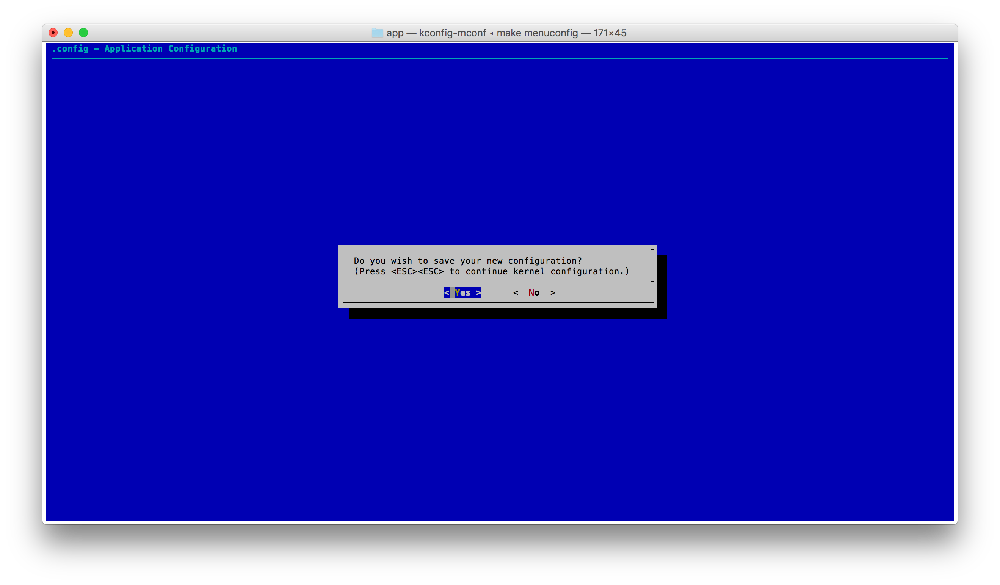 app — kconfig-mconf ◂ make menuconfig — 171×45
.config - Application Configuration
Do you wish to save your new configuration?
(Press <ESC><ESC> to continue kernel configuration.)
< Yes > < No >